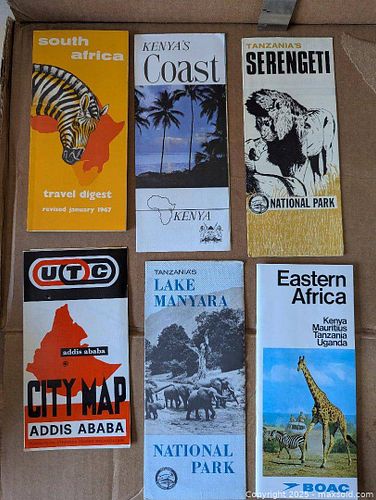 south
africa
travel digest
revised january 1967
KENYA'S
Coast
KENYA
TANZANIA'S
SERENGETI
NATIONAL PARK
UTC
addis ababa
CITY MAP
ADDIS ABABA
TANZANIA'S
LAKE
MANYARA
NATIONAL
PARK
Eastern
Africa
Kenya
Mauritius
Tanzania
Uganda
BOAC
Copyright 2025 - maxsold.com